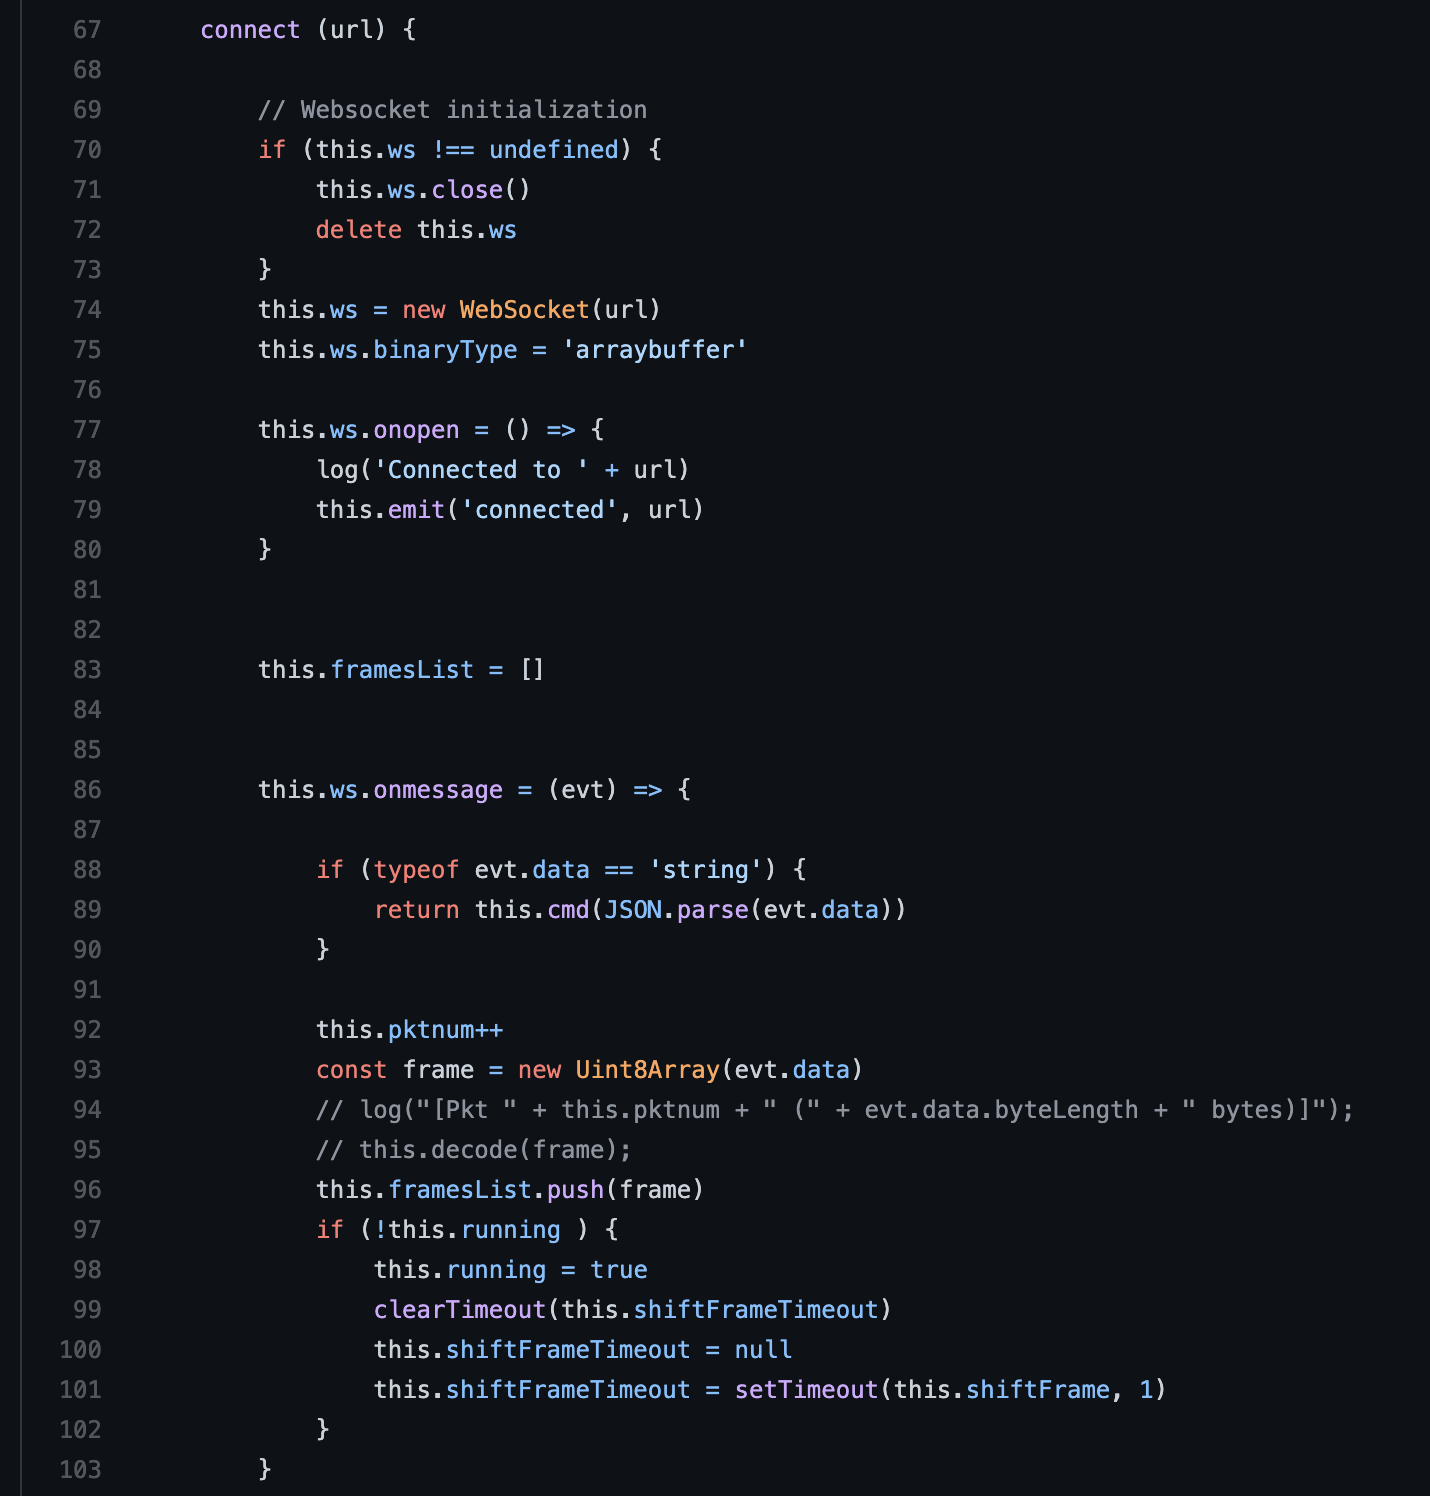 67 connect (url) {
68
69 // Websocket initialization
70 if (this.ws !== undefined) {
71 this.ws.close()
72 delete this.ws
73 }
74 this.ws = new WebSocket(url)
75 this.ws.binaryType = 'arraybuffer'
76
77 this.ws.onopen = () => {
78 log('Connected to ' + url)
79 this.emit('connected', url)
80 }
81
82
83 this.framesList = []
84
85
86 this.ws.onmessage = (evt) => {
87
88 if (typeof evt.data == 'string') {
89 return this.cmd(JSON.parse(evt.data))
90 }
91
92 this.pktnum++
93 const frame = new Uint8Array(evt.data)
94 // log("[Pkt " + this.pktnum + " (" + evt.data.byteLength + " bytes)]");
95 // this.decode(frame);
96 this.framesList.push(frame)
97 if (!this.running ) {
98 this.running = true
99 clearTimeout(this.shiftFrameTimeout)
100 this.shiftFrameTimeout = null
101 this.shiftFrameTimeout = setTimeout(this.shiftFrame, 1)
102 }
103 }